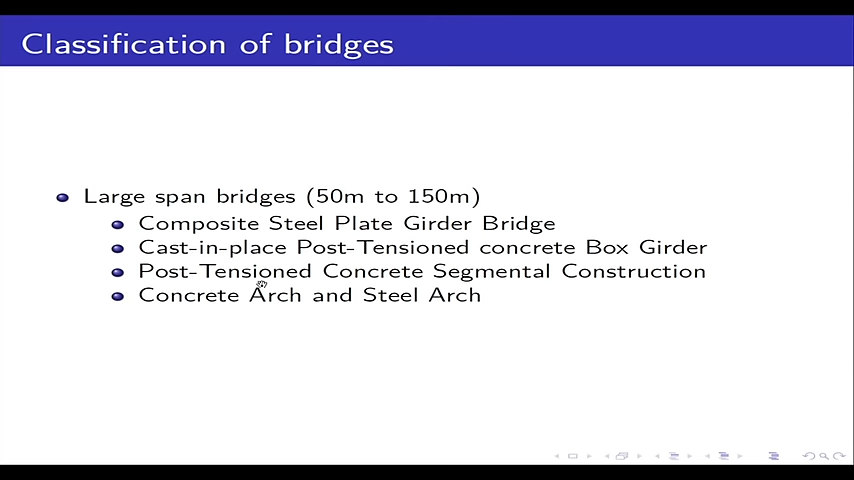 Classification of bridges
Large span bridges (50m to 150m)
Composite Steel Plate Girder Bridge
Cast-in-place Post-Tensioned concrete Box Girder
Post-Tensioned Concrete Segmental Construction
Concrete Arch and Steel Arch